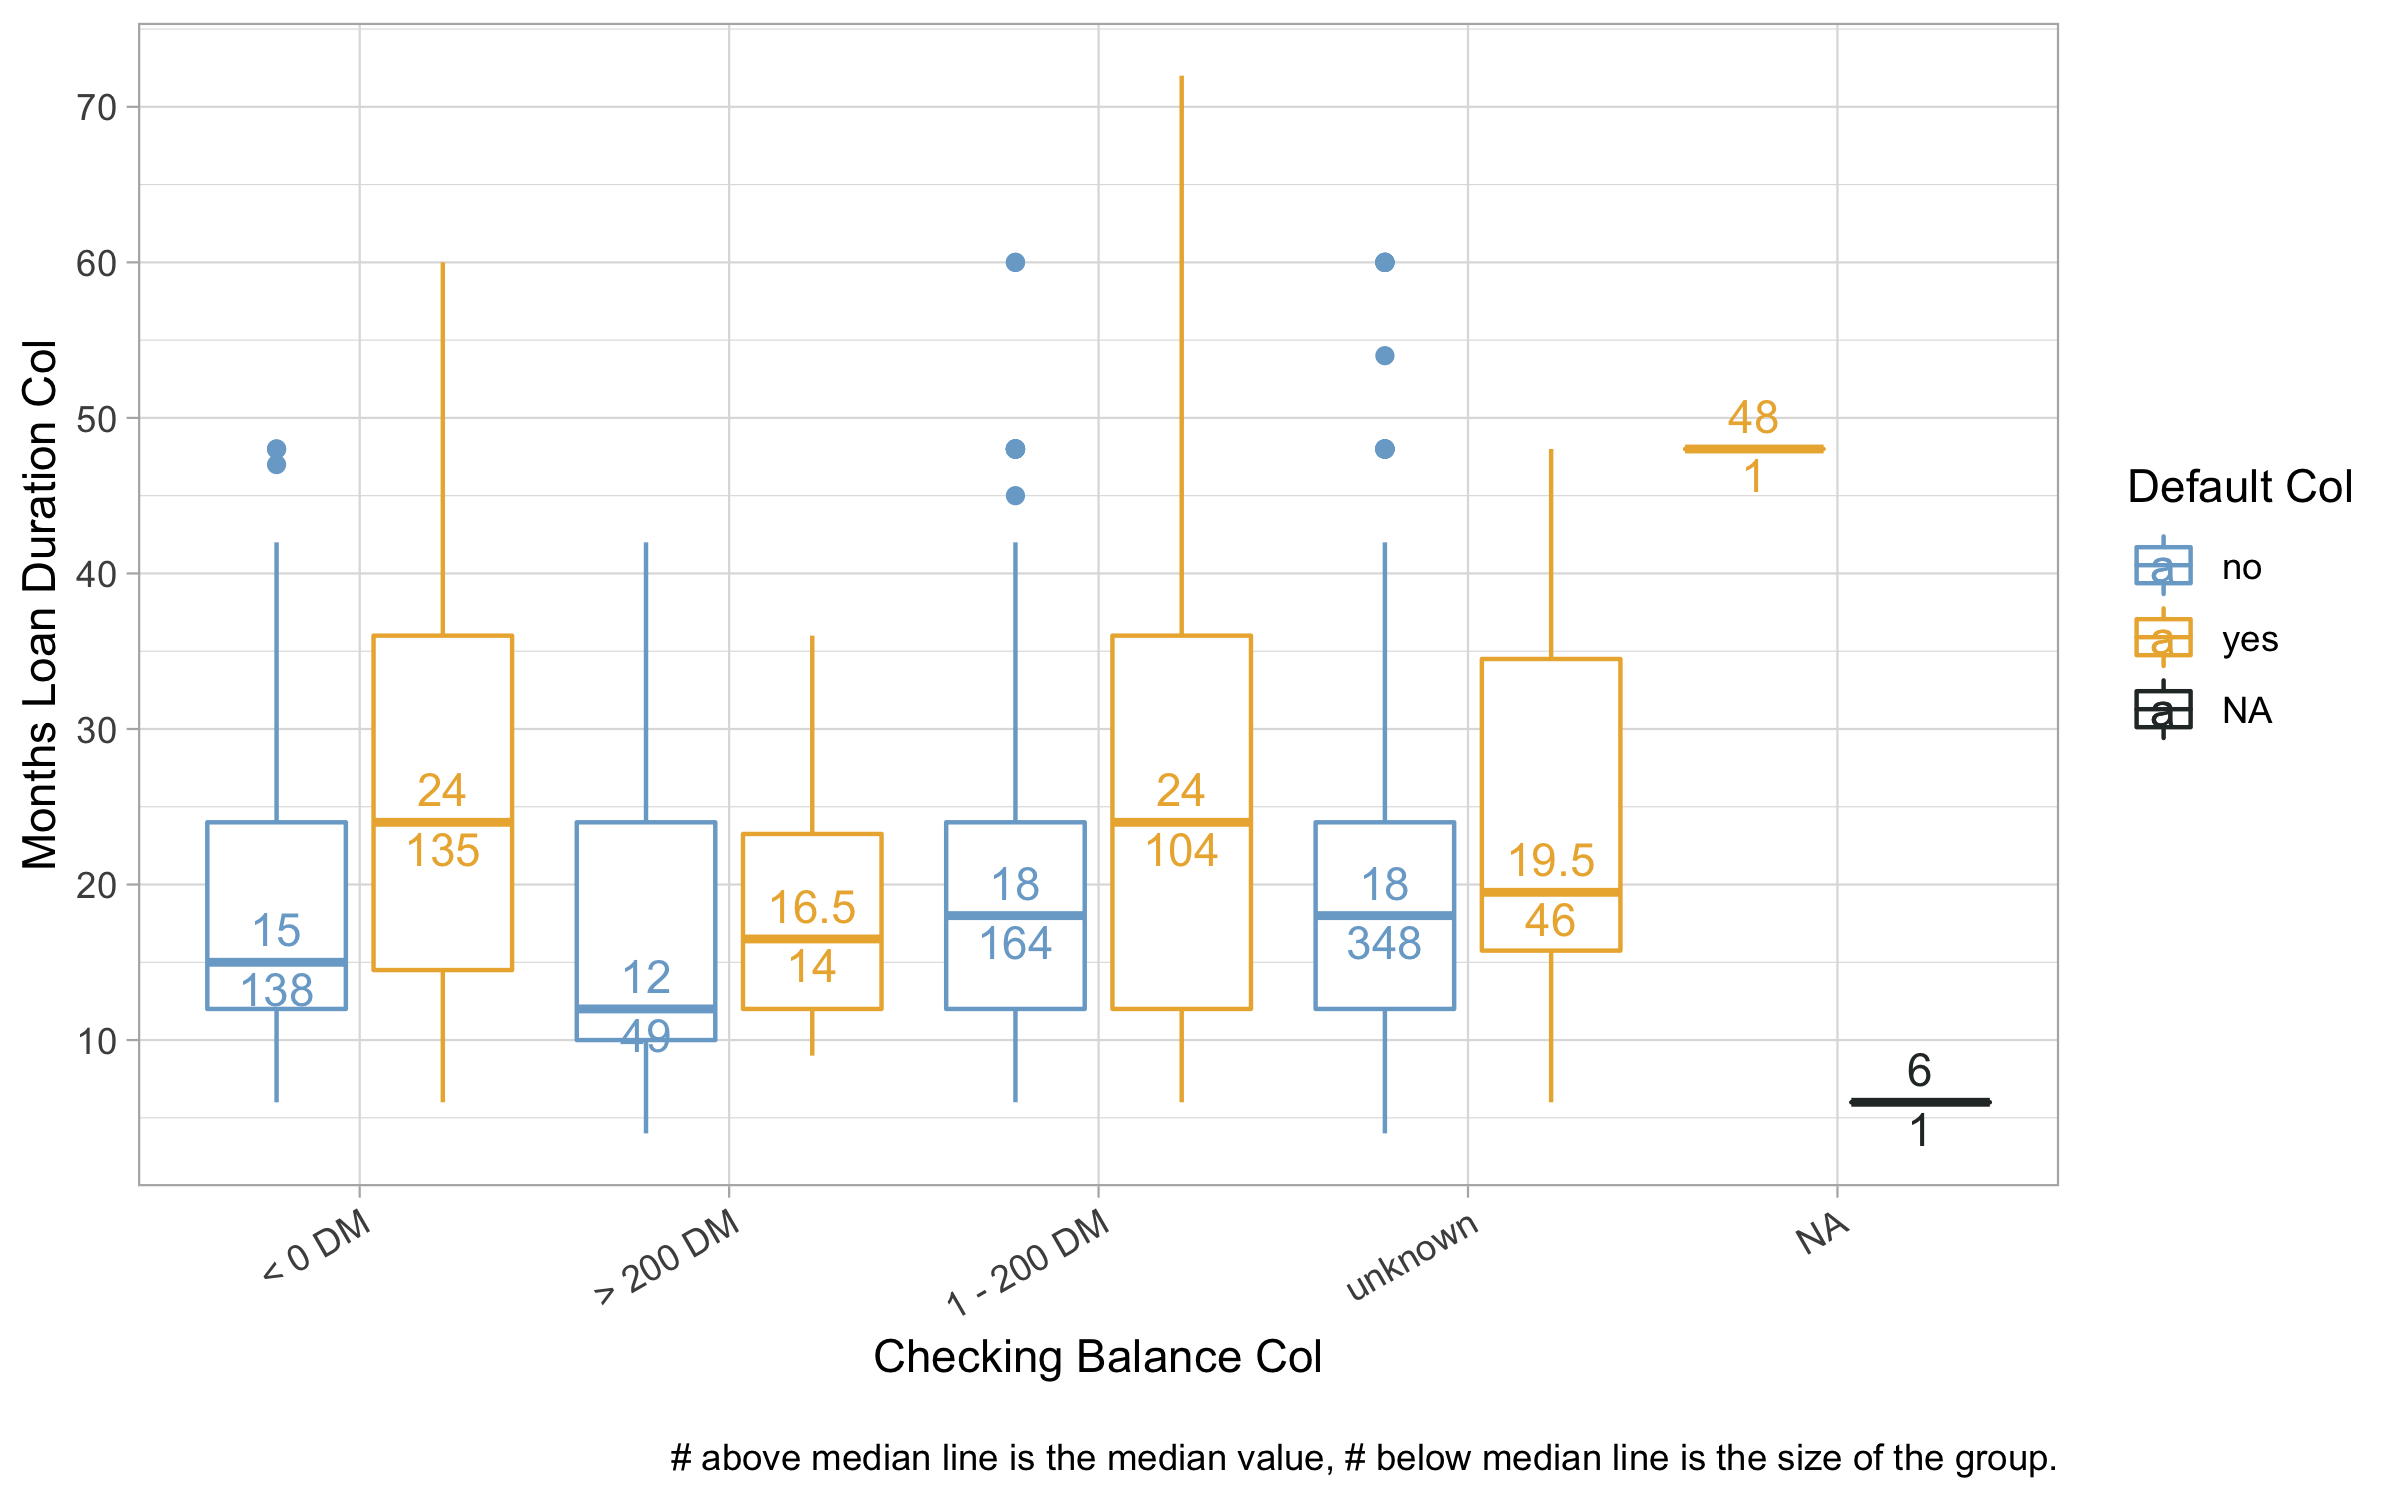 70
60
50
40
30
20
10
Months Loan Duration Col
15
138
24
135
12
49
16.5
14
18
164
24
104
18
348
19.5
46
48
1
6
1
< 0 DM
> 200 DM
1 - 200 DM
unknown
NA
Checking Balance Col
Default Col
a no
a yes
a NA
# above median line is the median value, # below median line is the size of the group.